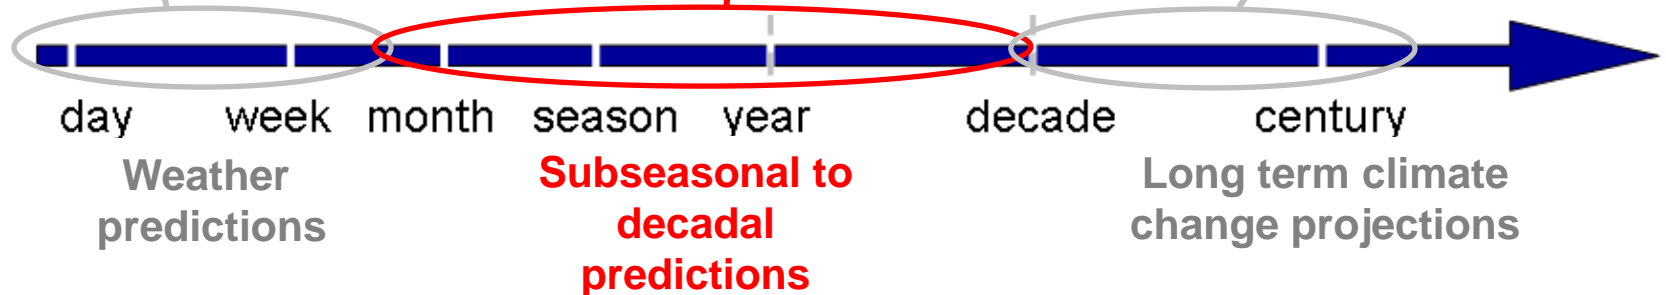 day week month season year decade century
Weather
predictions
Subseasonal to
decadal
predictions
Long term climate
change projections